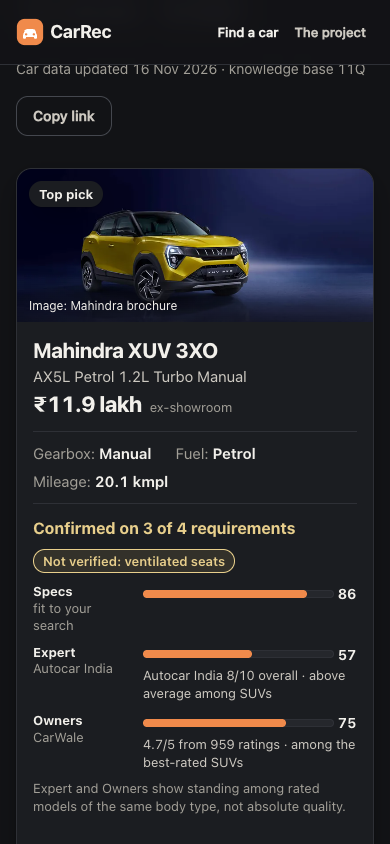 CarRec
Find a car
The project
Car data updated 16 Nov 2026 · knowledge base 11Q
Copy link
Top pick
Image: Mahindra brochure
Mahindra XUV 3XO
AX5L Petrol 1.2L Turbo Manual
₹11.9 lakh ex-showroom
Gearbox: Manual Fuel: Petrol
Mileage: 20.1 kmpl
Confirmed on 3 of 4 requirements
Not verified: ventilated seats
Specs
fit to your
search
86
Expert
Autocar India
57
Autocar India 8/10 overall · above
average among SUVs
Owners
CarWale
75
4.7/5 from 959 ratings · among the
best-rated SUVs
Expert and Owners show standing among rated
models of the same body type, not absolute quality.